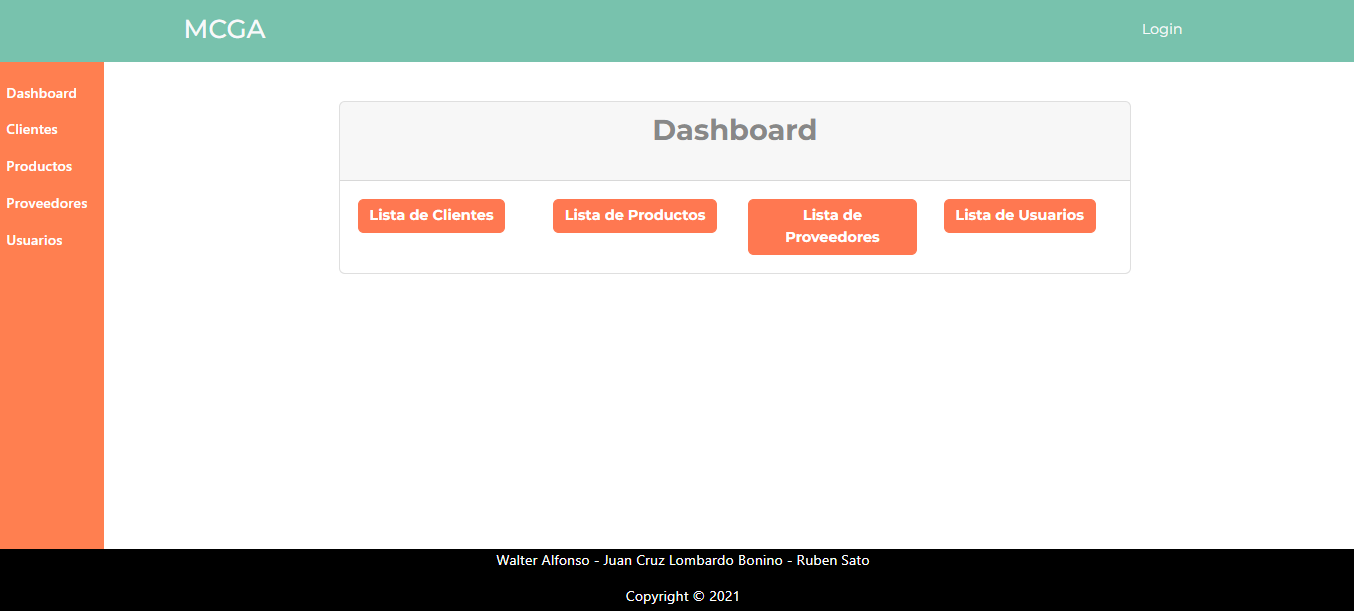 MCGA
Login
Dashboard
Clientes
Productos
Proveedores
Usuarios
Dashboard
Lista de Clientes
Lista de Productos
Lista de
Proveedores
Lista de Usuarios
Walter Alfonso - Juan Cruz Lombardo Bonino - Ruben Sato
Copyright © 2021